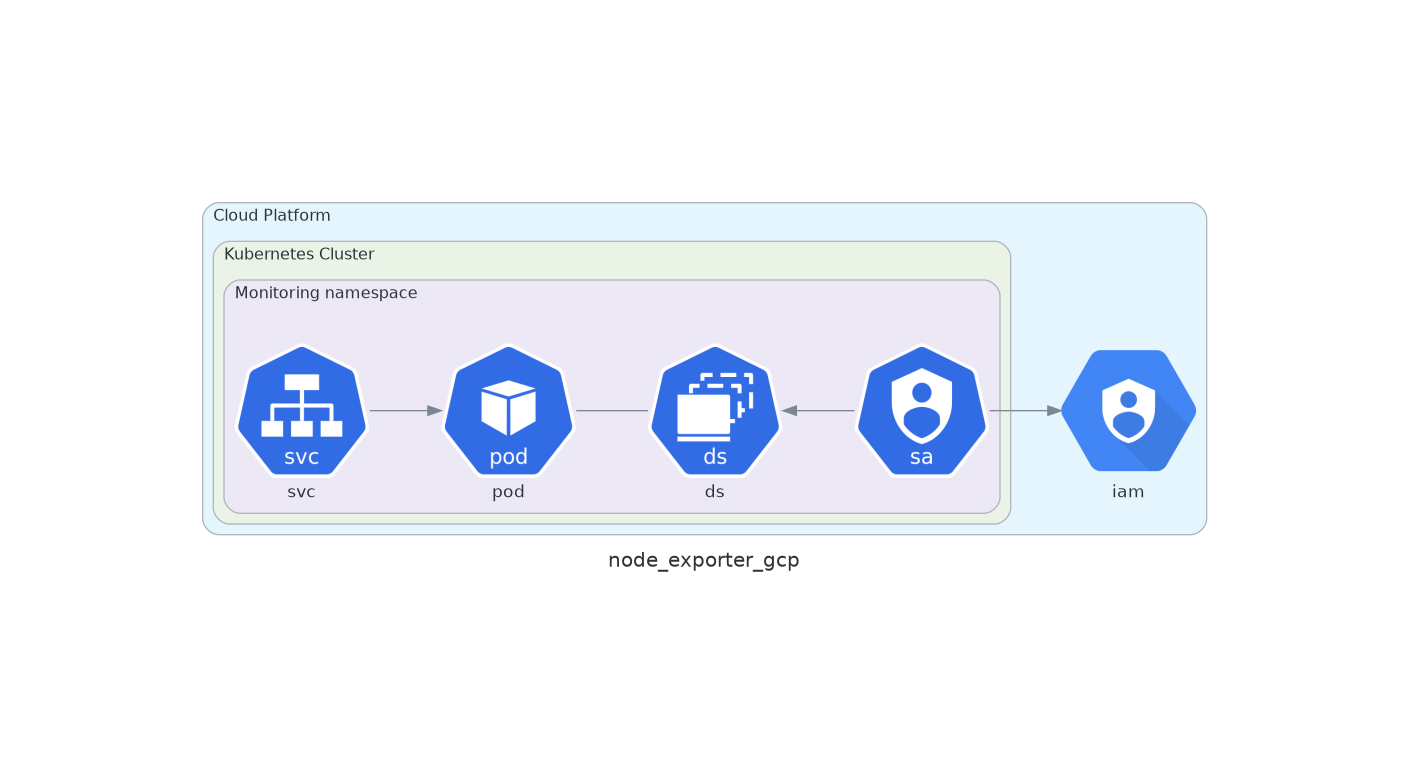 Cloud Platform
Kubernetes Cluster
Monitoring namespace
svc
pod
ds
sa
svc
pod
ds
iam
node_exporter_gcp